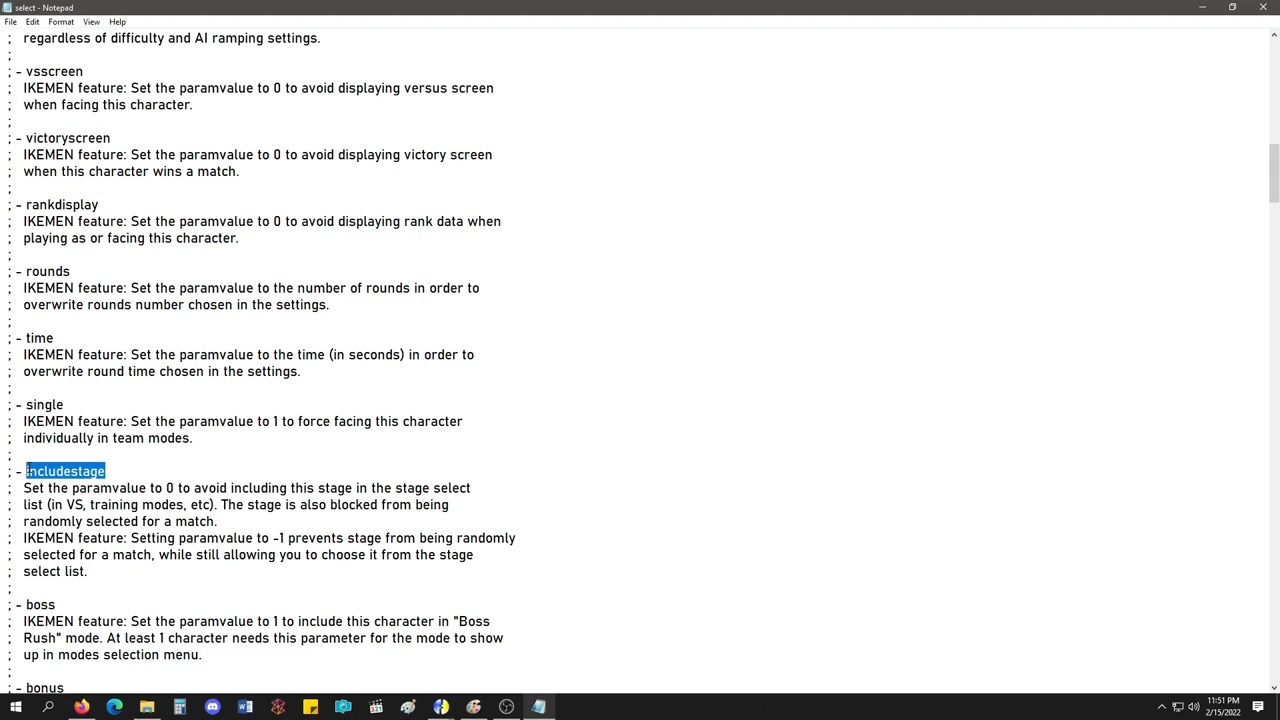 select - Notepad
File Edit Format View Help
;   regardless of difficulty and AI ramping settings.
;
; - vsscreen
;   IKEMEN feature: Set the paramvalue to 0 to avoid displaying versus screen
;   when facing this character.
;
; - victoryscreen
;   IKEMEN feature: Set the paramvalue to 0 to avoid displaying victory screen
;   when this character wins a match.
;
; - rankdisplay
;   IKEMEN feature: Set the paramvalue to 0 to avoid displaying rank data when
;   playing as or facing this character.
;
; - rounds
;   IKEMEN feature: Set the paramvalue to the number of rounds in order to
;   overwrite rounds number chosen in the settings.
;
; - time
;   IKEMEN feature: Set the paramvalue to the time (in seconds) in order to
;   overwrite round time chosen in the settings.
;
; - single
;   IKEMEN feature: Set the paramvalue to 1 to force facing this character
;   individually in team modes.
;
; - includestage
;   Set the paramvalue to 0 to avoid including this stage in the stage select
;   list (in VS, training modes, etc). The stage is also blocked from being
;   randomly selected for a match.
;   IKEMEN feature: Setting paramvalue to -1 prevents stage from being randomly
;   selected for a match, while still allowing you to choose it from the stage
;   select list.
;
; - boss
;   IKEMEN feature: Set the paramvalue to 1 to include this character in "Boss
;   Rush" mode. At least 1 character needs this parameter for the mode to show
;   up in modes selection menu.
;
; - bonus
11:51 PM
2/15/2022